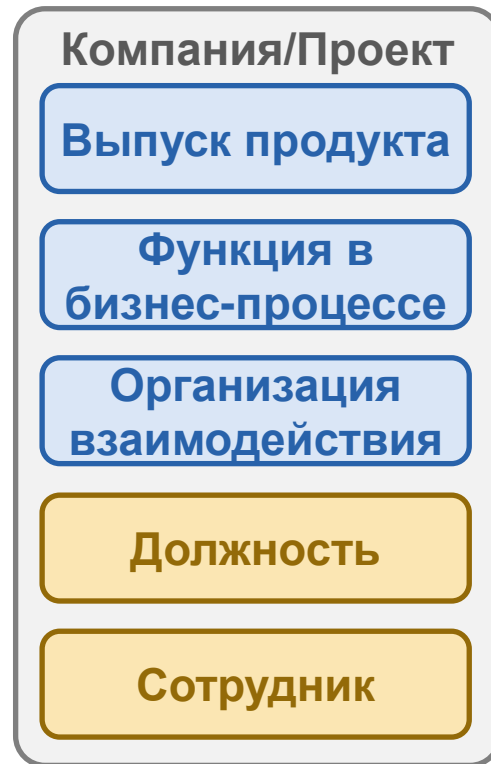 Компания/Проект
Выпуск продукта
Функция в
бизнес-процессе
Организация
взаимодействия
Должность
Сотрудник